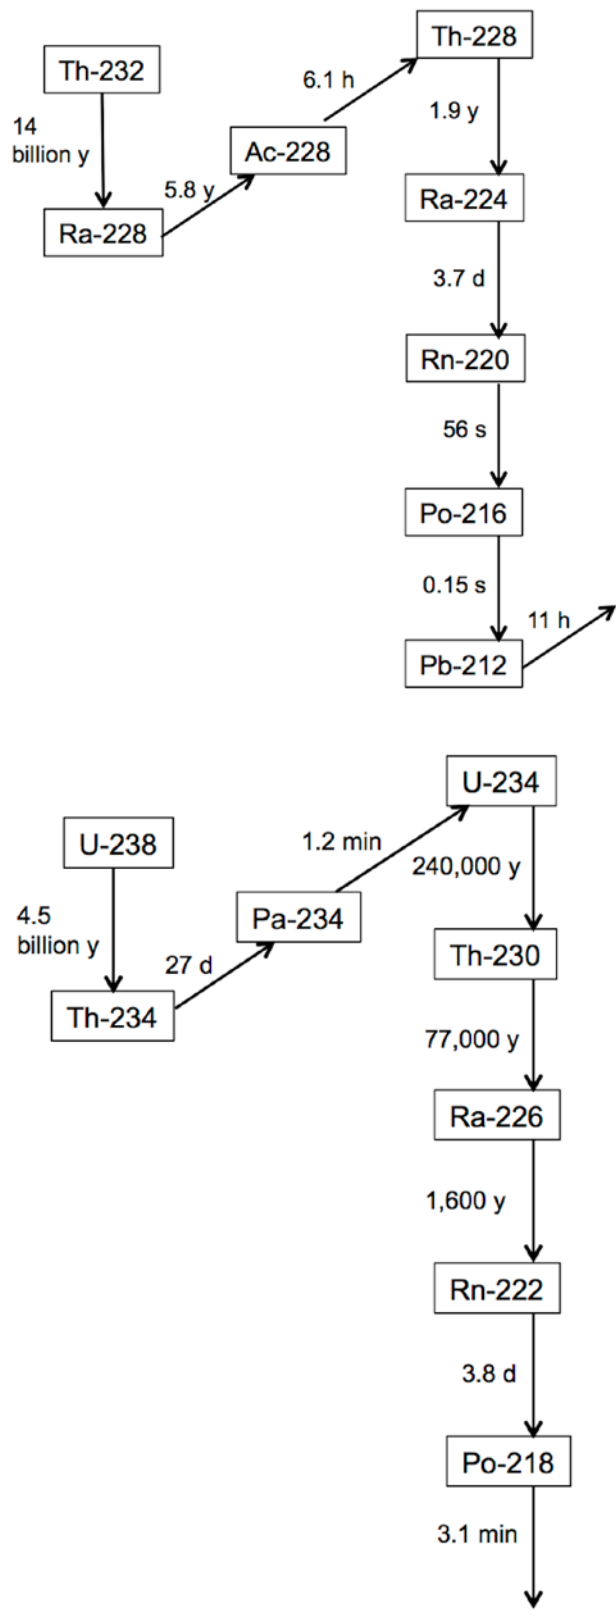 Th-228
Th-232
6.1 h
1.9 y
14
billion y
Ac-228
5.8 y
Ra-224
Ra-228
3.7 d
Rn-220
56 s
Po-216
0.15 s
11 h
Pb-212
U-234
U-238
1.2 min
240,000 y
4.5
billion y
Pa-234
27 d
Th-230
Th-234
77,000 y
Ra-226
1,600 y
Rn-222
3.8 d
Po-218
3.1 min